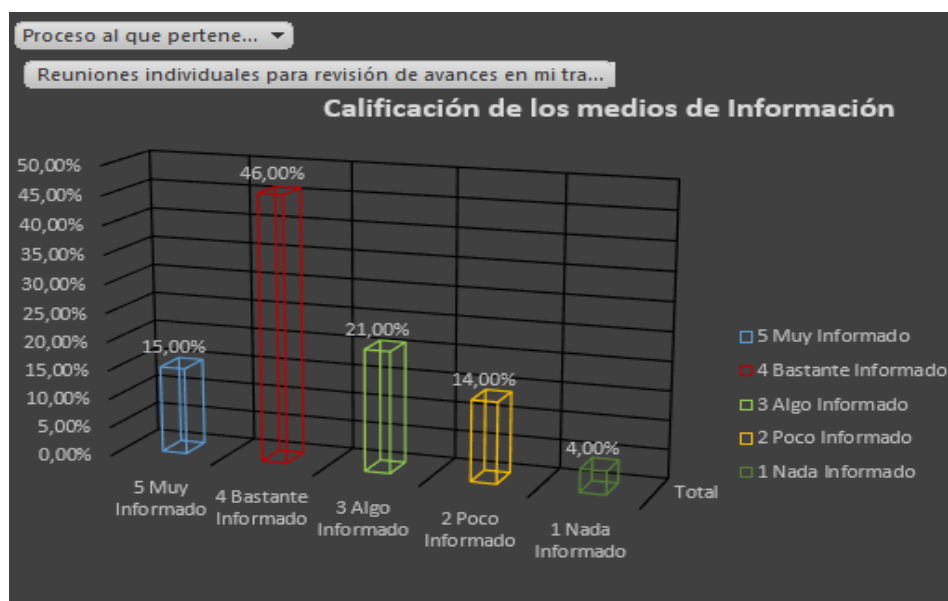 Proceso al que pertene...
Reuniones individuales para revisión de avances en mi tra...
Calificación de los medios de Información
50,00%
45,00%
40,00%
35,00%
30,00%
25,00%
20,00%
15,00%
10,00%
5,00%
0,00%
15,00%
46,00%
21,00%
14,00%
4,00%
5 Muy
Informado
4 Bastante
Informado
3 Algo
Informado
2 Poco
Informado
1 Nada
Informado
Total
5 Muy Informado
4 Bastante Informado
3 Algo Informado
2 Poco Informado
1 Nada Informado